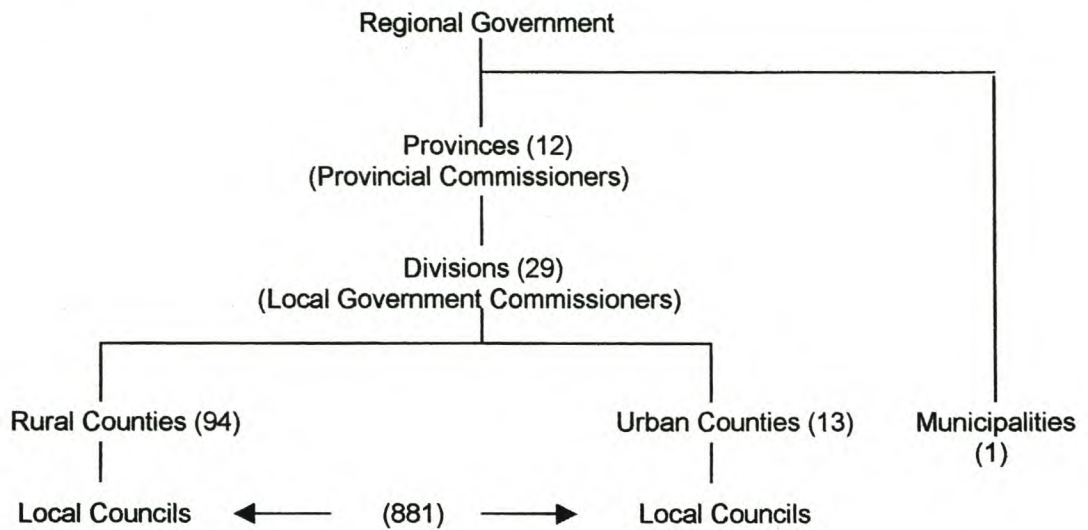 Regional Government
Provinces (12)
(Provincial Commissioners)
Divisions (29)
(Local Government Commissioners)
Rural Counties (94)
Urban Counties (13)
Municipalities
(1)
Local Councils
(881)
Local Councils